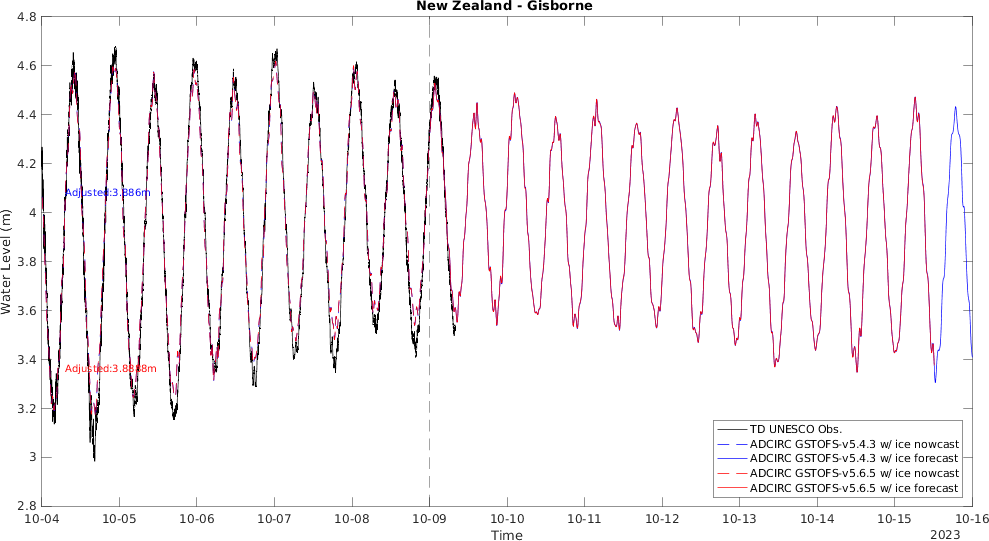 New Zealand - Gisborne
4.8
4.6
4.4
4.2
4
3.8
3.6
3.4
3.2
3
2.8
Water Level (m)
Adjusted:3.886m
Adjusted:3.8888m
TD UNESCO Obs.
ADCIRC GSTOFS-v5.4.3 w/ ice nowcast
ADCIRC GSTOFS-v5.4.3 w/ ice forecast
ADCIRC GSTOFS-v5.6.5 w/ ice nowcast
ADCIRC GSTOFS-v5.6.5 w/ ice forecast
10-04 10-05 10-06 10-07 10-08 10-09 10-10 10-11 10-12 10-13 10-14 10-15 10-16
Time
2023